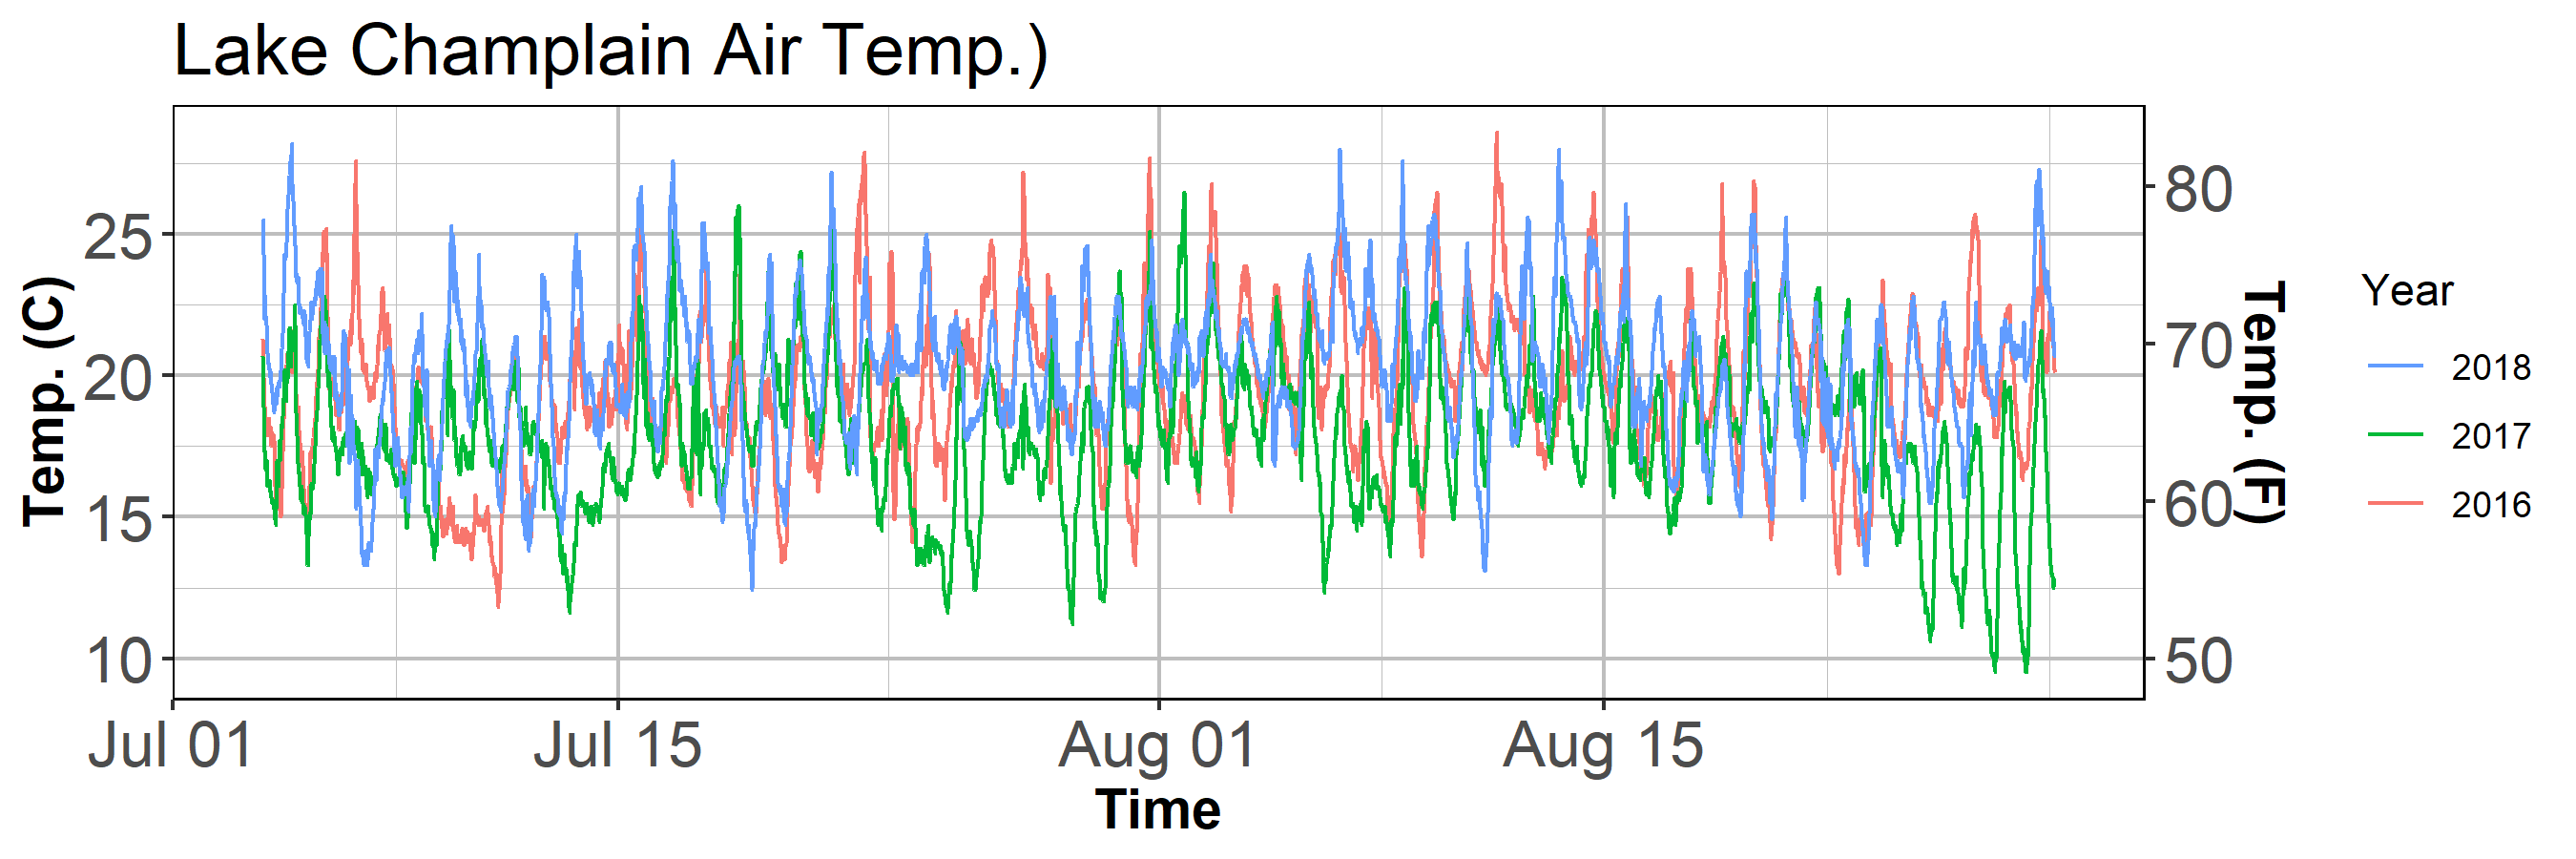 Lake Champlain Air Temp.)
Temp. (C)
25
20
15
10
80
70
60
50
Temp. (F)
Jul 01
Jul 15
Aug 01
Aug 15
Time
Year
2018
2017
2016